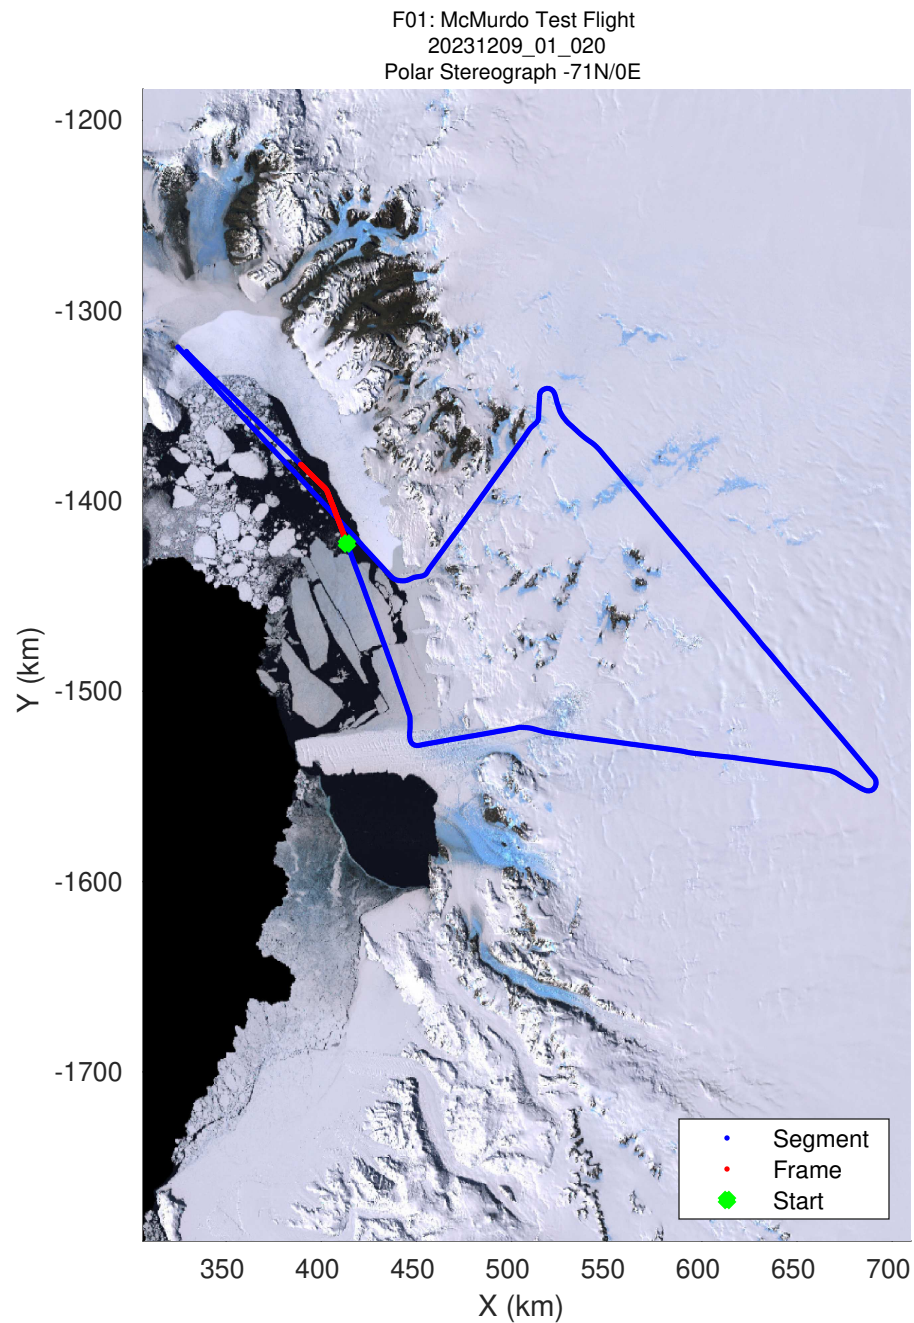 F01: McMurdo Test Flight
20231209_01_020
Polar Stereograph -71N/0E
-1200
-1300
-1400
-1500
-1600
-1700
Y (km)
350 400 450 500 550 600 650 700
X (km)
Segment
Frame
Start